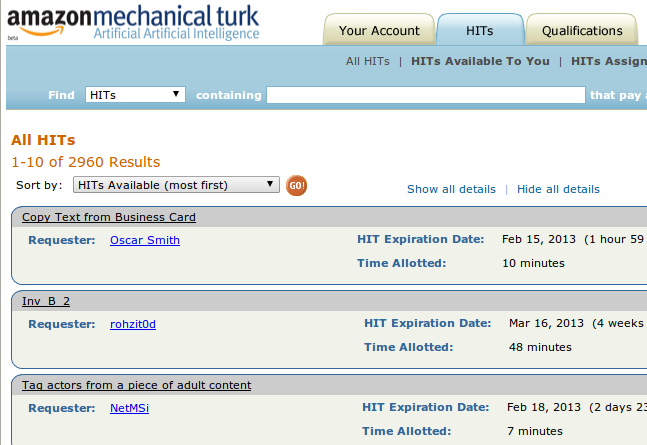 amazonmechanical turk
beta
Artificial Artificial Intelligence
Your Account HITs Qualifications
All HITs | HITs Available To You | HITs Assign
Find HITs containing that pay
All HITs
1-10 of 2960 Results
Sort by: HITs Available (most first) GO!
Show all details | Hide all details
Copy Text from Business Card
Requester: Oscar Smith HIT Expiration Date: Feb 15, 2013 (1 hour 59
Time Allotted: 10 minutes
Inv_B_2
Requester: rohzit0d HIT Expiration Date: Mar 16, 2013 (4 weeks
Time Allotted: 48 minutes
Tag actors from a piece of adult content
Requester: NetMSi HIT Expiration Date: Feb 18, 2013 (2 days 23
Time Allotted: 7 minutes